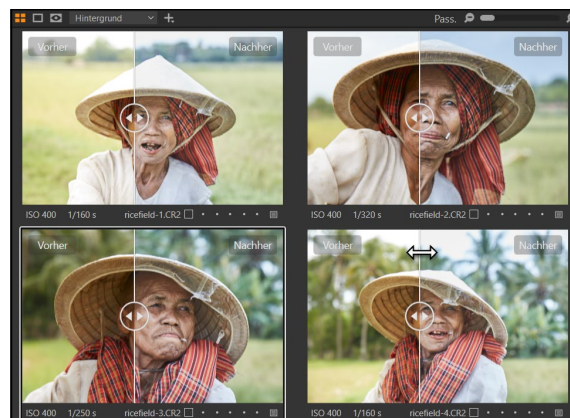 Hintergrund Pass.
Vorher Nachher Vorher Nachher
ISO 400 1/160 s ricefield-1.CR2 ISO 400 1/320 s ricefield-2.CR2
Vorher Nachher Vorher Nachher
ISO 400 1/250 s ricefield-3.CR2 ISO 400 1/160 s ricefield-4.CR2